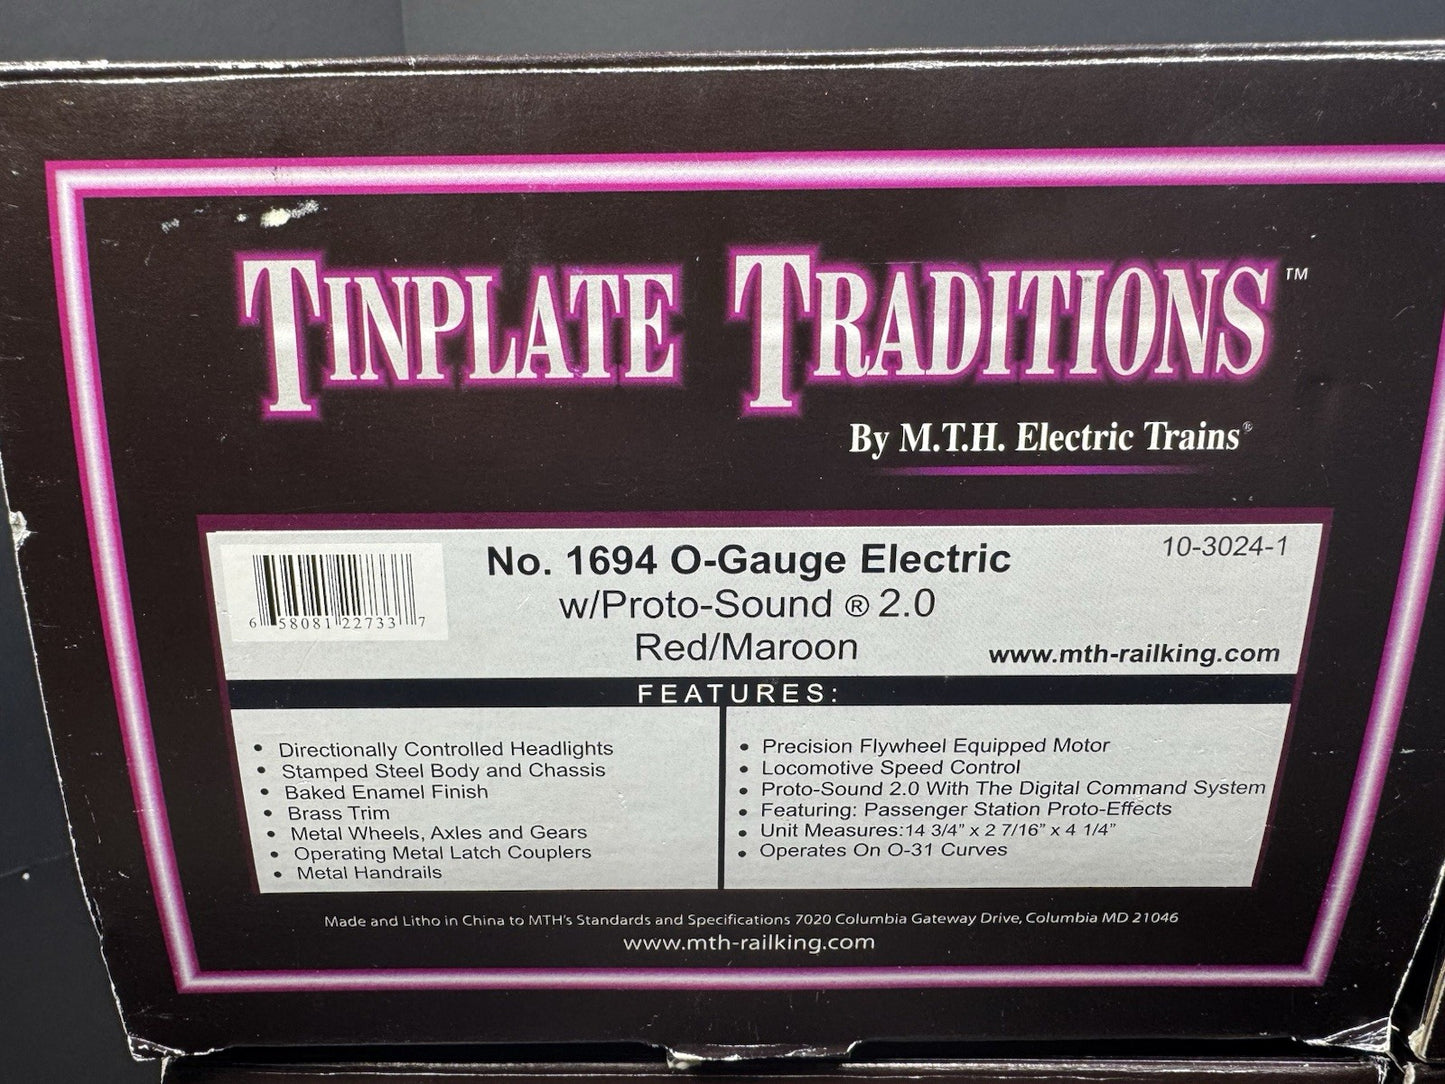 TINPLATE TRADITIONS™
By M.T.H. Electric Trains®
No. 1694 O-Gauge Electric
10-3024-1
w/Proto-Sound ® 2.0
Red/Maroon
www.mth-railking.com
6 58081 22733 7
FEATURES:
• Directionally Controlled Headlights
• Stamped Steel Body and Chassis
• Baked Enamel Finish
• Brass Trim
• Metal Wheels, Axles and Gears
• Operating Metal Latch Couplers
• Metal Handrails
• Precision Flywheel Equipped Motor
• Locomotive Speed Control
• Proto-Sound 2.0 With The Digital Command System
• Featuring: Passenger Station Proto-Effects
• Unit Measures:14 3/4” x 2 7/16” x 4 1/4”
• Operates On O-31 Curves
Made and Litho in China to MTH's Standards and Specifications 7020 Columbia Gateway Drive, Columbia MD 21046
www.mth-railking.com